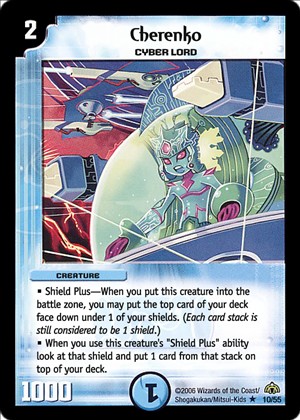 2
Cherenko
CYBER LORD
CREATURE
▪ Shield Plus—When you put this creature into the
battle zone, you may put the top card of your deck
face down under 1 of your shields. (Each card stack is
still considered to be 1 shield.)
▪ When you use this creature's "Shield Plus" ability
look at that shield and put 1 card from that stack on
top of your deck.
1000
1
©2006 Wizards of the Coast/
Shogakukan/Mitsui-Kids ★ 10/55